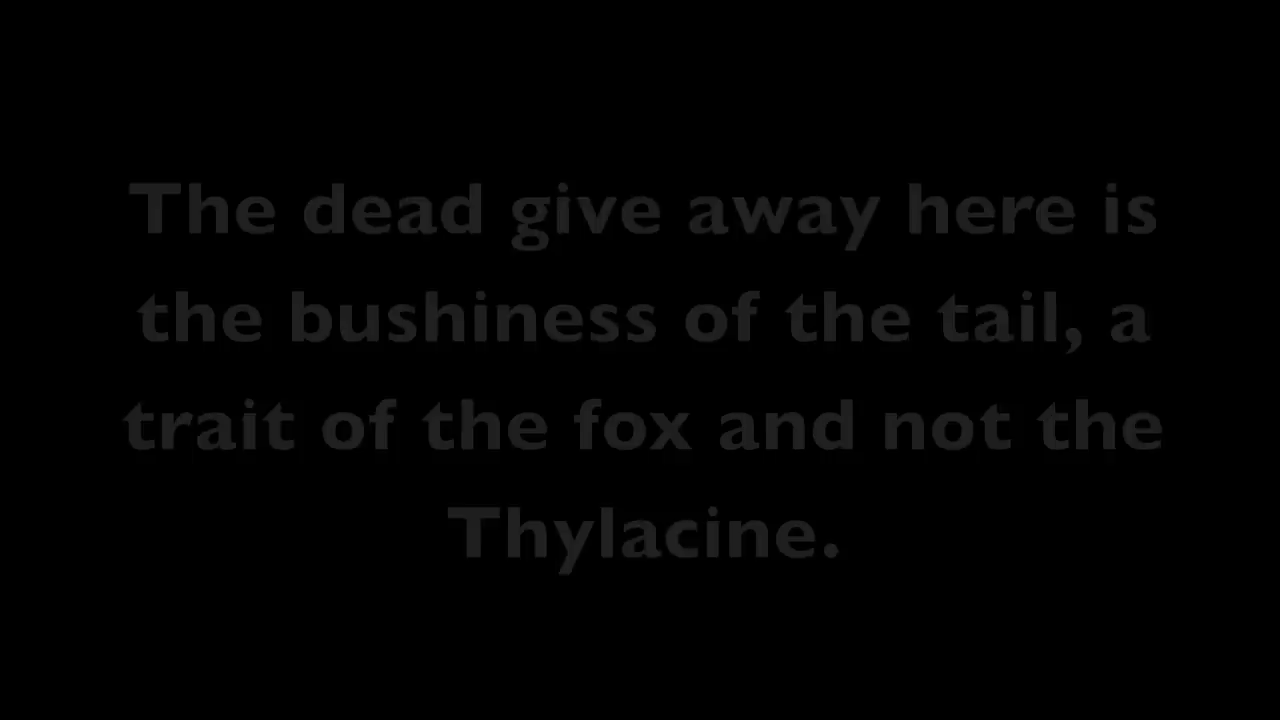 The dead give away here is
the bushiness of the tail, a
trait of the fox and not the
Thylacine.